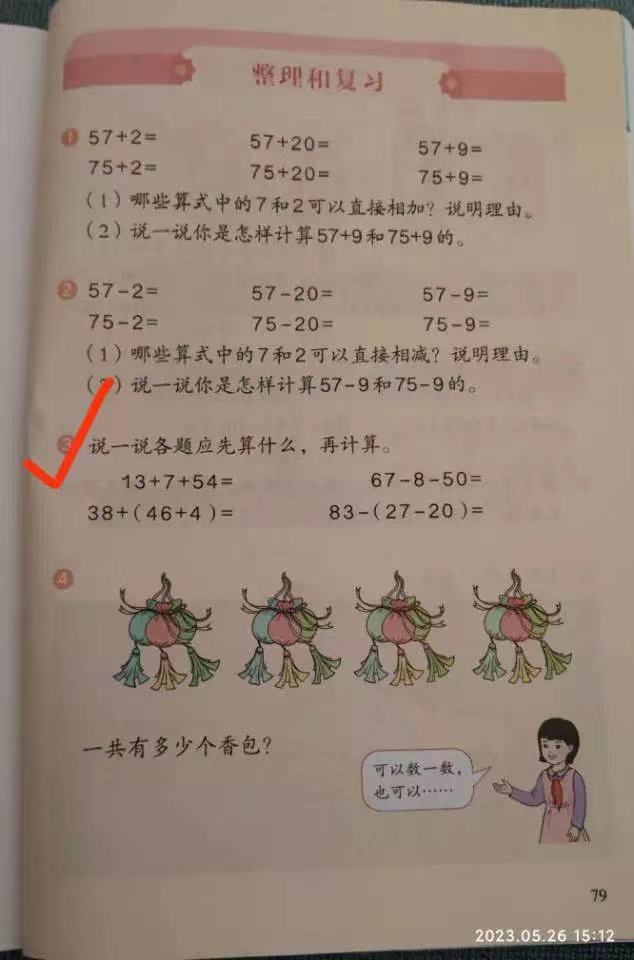 整理和复习
1 57+2= 57+20= 57+9=
75+2= 75+20= 75+9=
(1)哪些算式中的7和2可以直接相加？说明理由。
(2)说一说你是怎样计算57+9和75+9的。
2 57-2= 57-20= 57-9=
75-2= 75-20= 75-9=
(1)哪些算式中的7和2可以直接相减？说明理由。
(2)说一说你是怎样计算57-9和75-9的。
3 说一说各题应先算什么，再计算。
13+7+54= 67-8-50=
38+(46+4)= 83-(27-20)=
4
一共有多少个香包？
可以数一数，
也可以……
79
2023.05.26 15:12